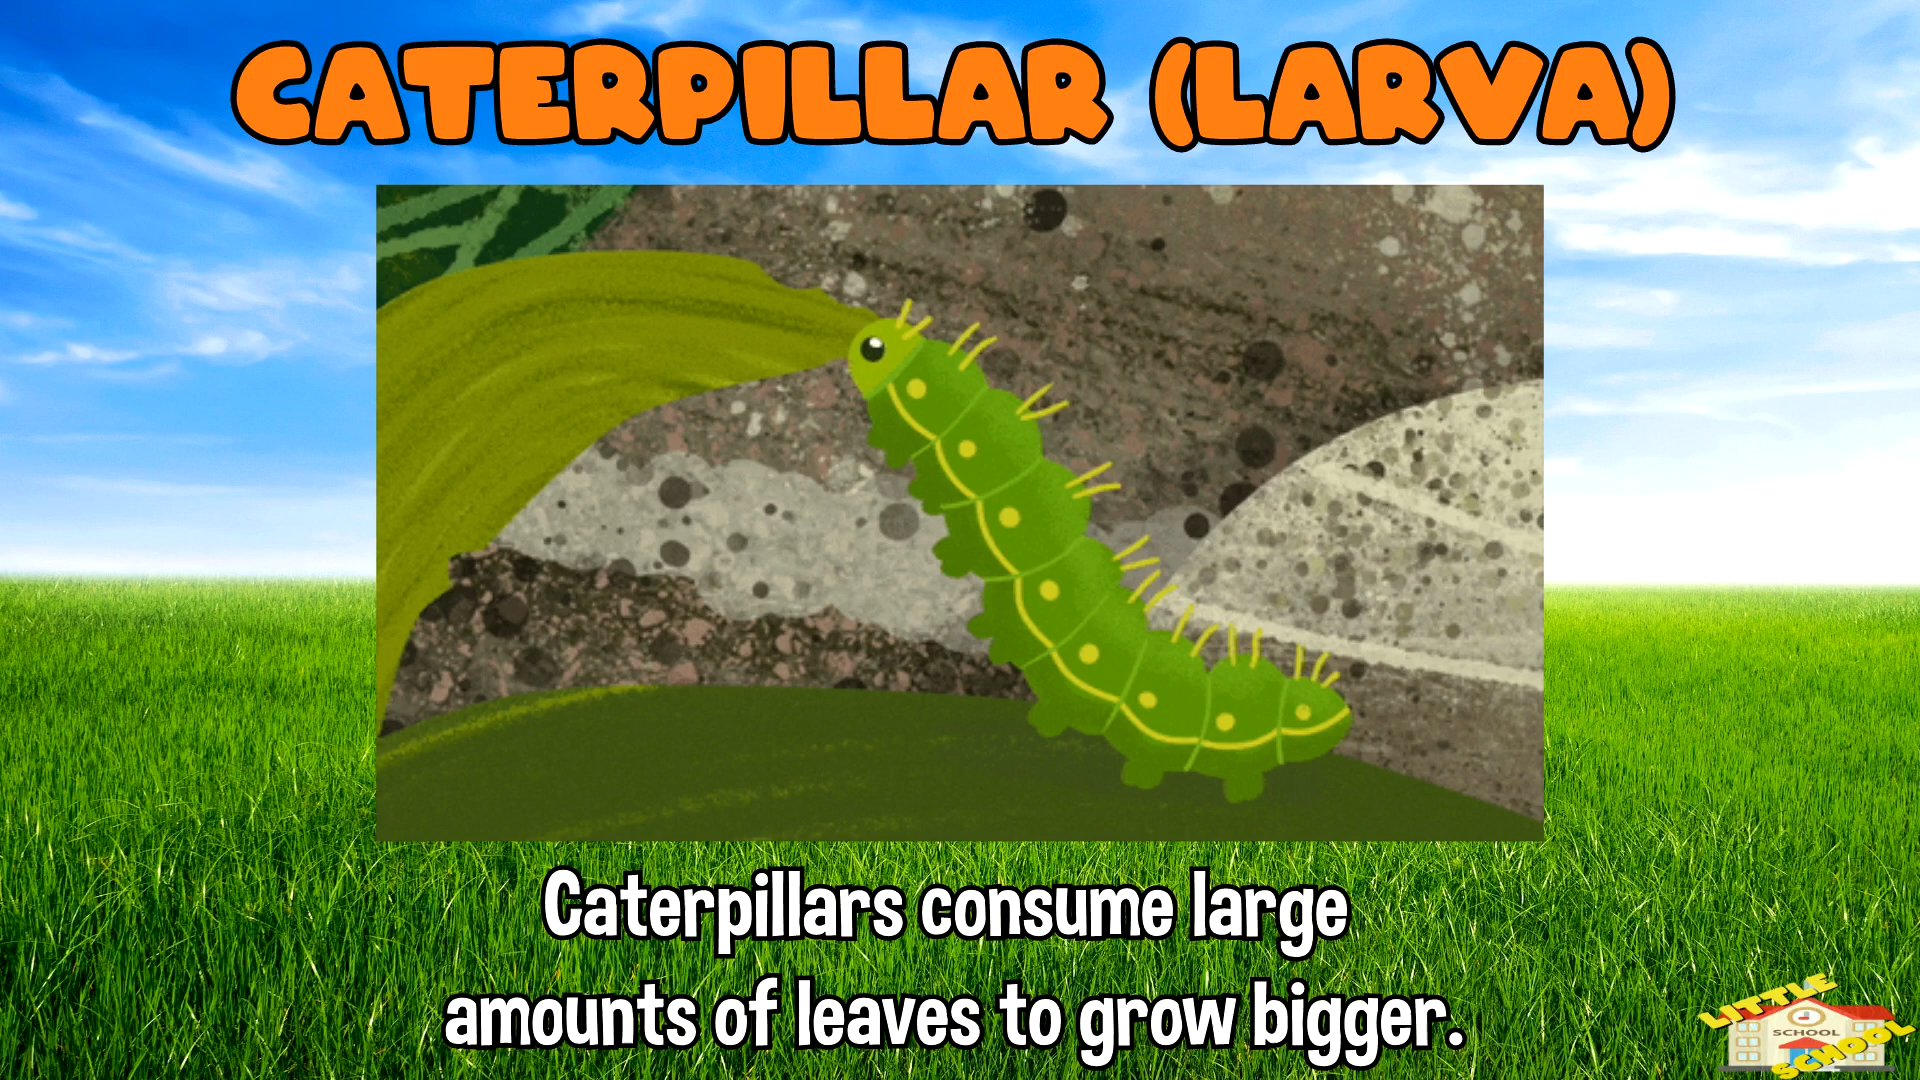 CATERPILLAR (LARVA)
Caterpillars consume large
amounts of leaves to grow bigger.
LITTLE
SCHOOL
SCHOOL